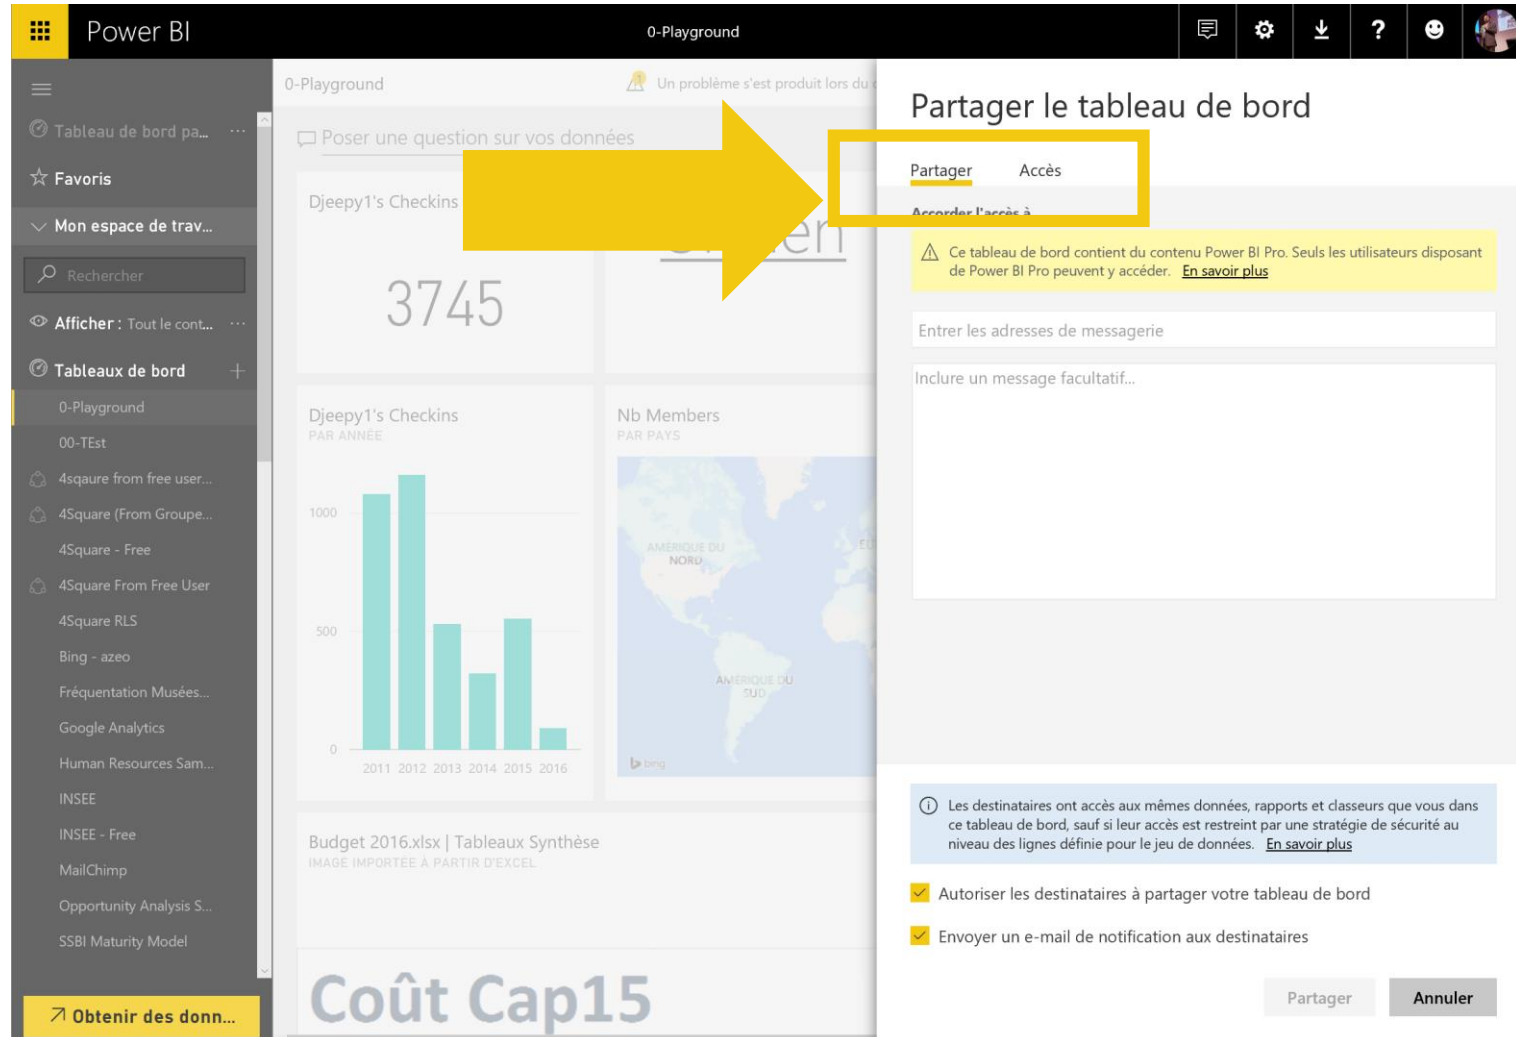 Power BI
0-Playground
0-Playground
Un problème s'est produit lors du
Tableau de bord pa...
Favoris
Mon espace de trav...
Rechercher
Afficher : Tout le cont...
Tableaux de bord
0-Playground
00-TEst
4sqaure from free user...
4Square (From Groupe...
4Square - Free
4Square From Free User
4Square RLS
Bing - azeo
Fréquentation Musées...
Google Analytics
Human Resources Sam...
INSEE
INSEE - Free
MailChimp
Opportunity Analysis S...
SSBI Maturity Model
Obtenir des donn...
Poser une question sur vos données
Djeepy1's Checkins
3745
Djeepy1's Checkins
PAR ANNÉE
1000
500
0
2011 2012 2013 2014 2015 2016
Nb Members
PAR PAYS
AMÉRIQUE DU
NORD
AMÉRIQUE DU
SUD
bing
Budget 2016.xlsx | Tableaux Synthèse
IMAGE IMPORTÉE À PARTIR D'EXCEL
Coût Cap15
Partager le tableau de bord
Partager Accès
Accorder l'accès à
Ce tableau de bord contient du contenu Power BI Pro. Seuls les utilisateurs disposant
de Power BI Pro peuvent y accéder. En savoir plus
Entrer les adresses de messagerie
Inclure un message facultatif...
Les destinataires ont accès aux mêmes données, rapports et classeurs que vous dans
ce tableau de bord, sauf si leur accès est restreint par une stratégie de sécurité au
niveau des lignes définie pour le jeu de données. En savoir plus
Autoriser les destinataires à partager votre tableau de bord
Envoyer un e-mail de notification aux destinataires
Partager Annuler